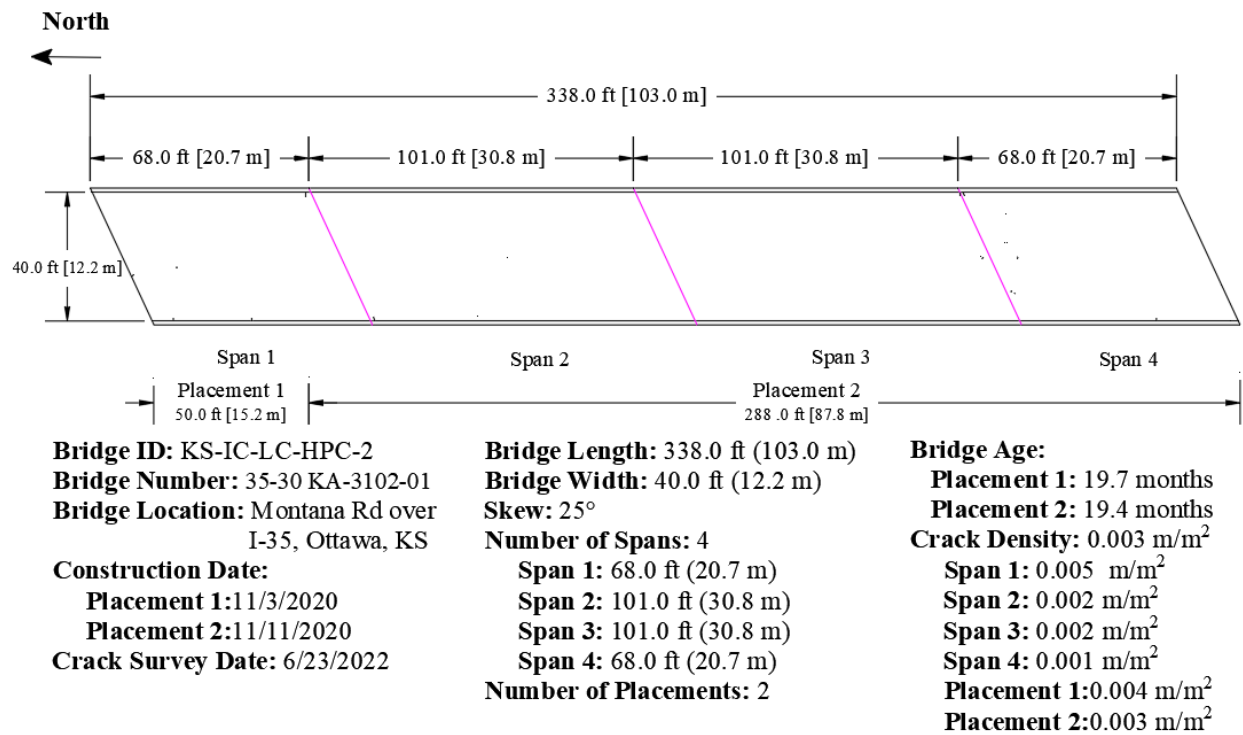 North
338.0 ft [103.0 m]
68.0 ft [20.7 m]
101.0 ft [30.8 m]
101.0 ft [30.8 m]
68.0 ft [20.7 m]
40.0 ft [12.2 m]
Span 1
Span 2
Span 3
Span 4
Placement 1
50.0 ft [15.2 m]
Placement 2
288 .0 ft [87.8 m]
Bridge ID: KS-IC-LC-HPC-2
Bridge Number: 35-30 KA-3102-01
Bridge Location: Montana Rd over
I-35, Ottawa, KS
Construction Date:
Placement 1:11/3/2020
Placement 2:11/11/2020
Crack Survey Date: 6/23/2022
Bridge Length: 338.0 ft (103.0 m)
Bridge Width: 40.0 ft (12.2 m)
Skew: 25°
Number of Spans: 4
Span 1: 68.0 ft (20.7 m)
Span 2: 101.0 ft (30.8 m)
Span 3: 101.0 ft (30.8 m)
Span 4: 68.0 ft (20.7 m)
Number of Placements: 2
Bridge Age:
Placement 1: 19.7 months
Placement 2: 19.4 months
Crack Density: 0.003 m/m²
Span 1: 0.005 m/m²
Span 2: 0.002 m/m²
Span 3: 0.002 m/m²
Span 4: 0.001 m/m²
Placement 1:0.004 m/m²
Placement 2:0.003 m/m²